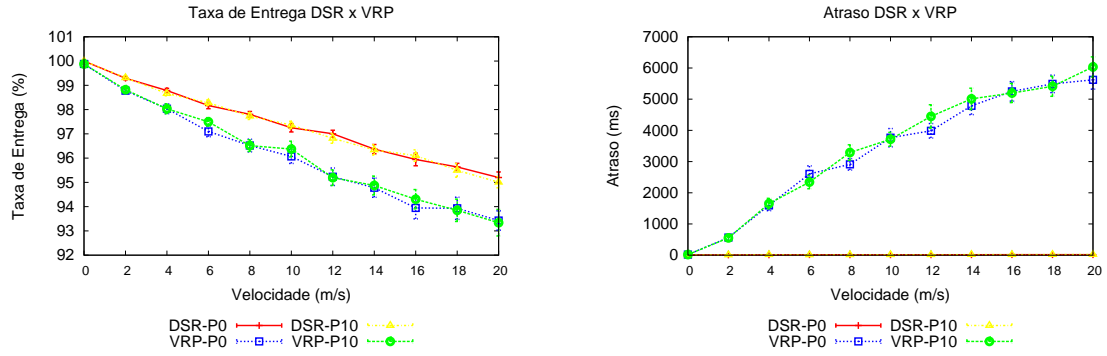 Taxa de Entrega DSR x VRP
Taxa de Entrega (%)
101
100
99
98
97
96
95
94
93
92
0 2 4 6 8 10 12 14 16 18 20
Velocidade (m/s)
DSR-P0 DSR-P10
VRP-P0 VRP-P10
Atraso DSR x VRP
Atraso (ms)
7000
6000
5000
4000
3000
2000
1000
0
0 2 4 6 8 10 12 14 16 18 20
Velocidade (m/s)
DSR-P0 DSR-P10
VRP-P0 VRP-P10